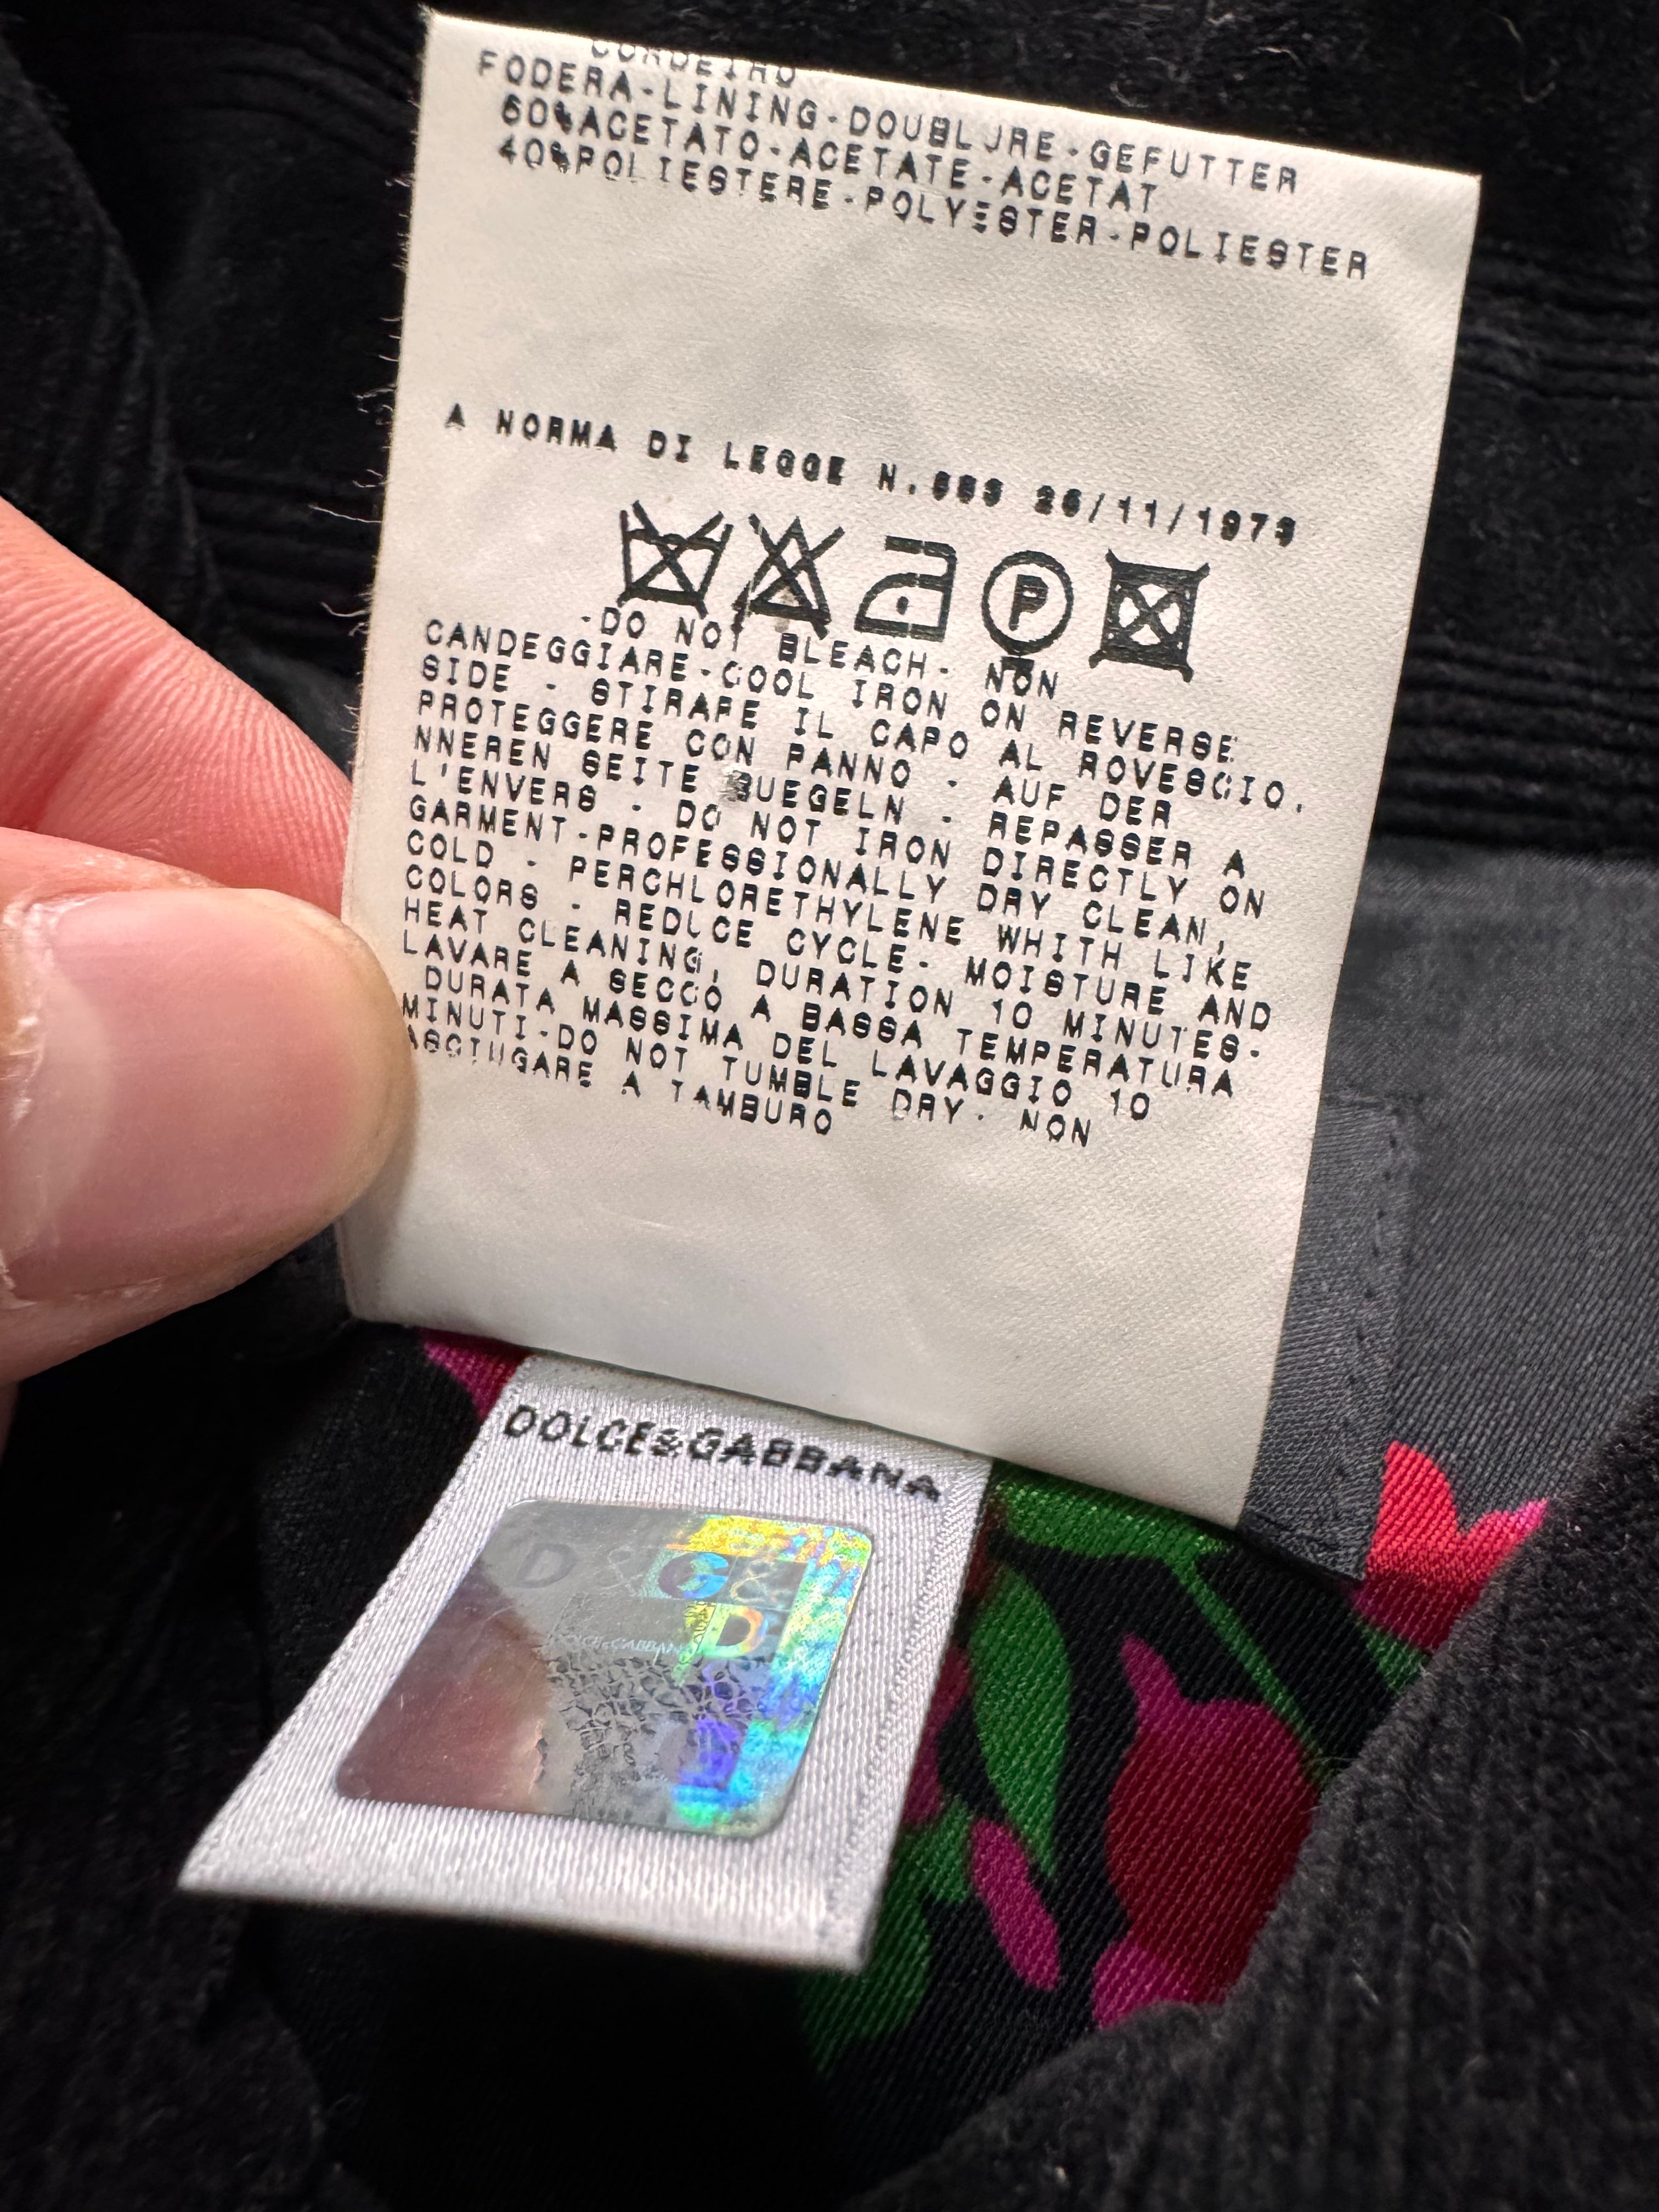 CORDEIRO
FODERA-LINING-DOUBLURE-GEFUTTER
60%ACETATO-ACETATE-ACETAT
40%POLIESTERE-POLYESTER-POLIESTER
A NORMA DI LEGGE N.883 26/11/1973
P
-DO NOT BLEACH- NON
CANDEGGIARE-COOL IRON ON REVERSE
SIDE - STIRARE IL CAPO AL ROVESCIO.
PROTEGGERE CON PANNO - AUF DER
NNEREN SEITE BUEGELN - REPASSER A
L'ENVERS - DO NOT IRON DIRECTLY ON
GARMENT-PROFESSIONALLY DRY CLEAN,
COLD - PERCHLORETHYLENE WHITH LIKE
COLORS - REDUCE CYCLE- MOISTURE AND
HEAT CLEANING, DURATION 10 MINUTES-
LAVARE A SECCO A BASSA TEMPERATURA
DURATA MASSIMA DEL LAVAGGIO 10
MINUTI-DO NOT TUMBLE DRY- NON
ASCIUGARE A TAMBURO
DOLCE&GABBANA
D & G &
D
DOLCE&GABBANA